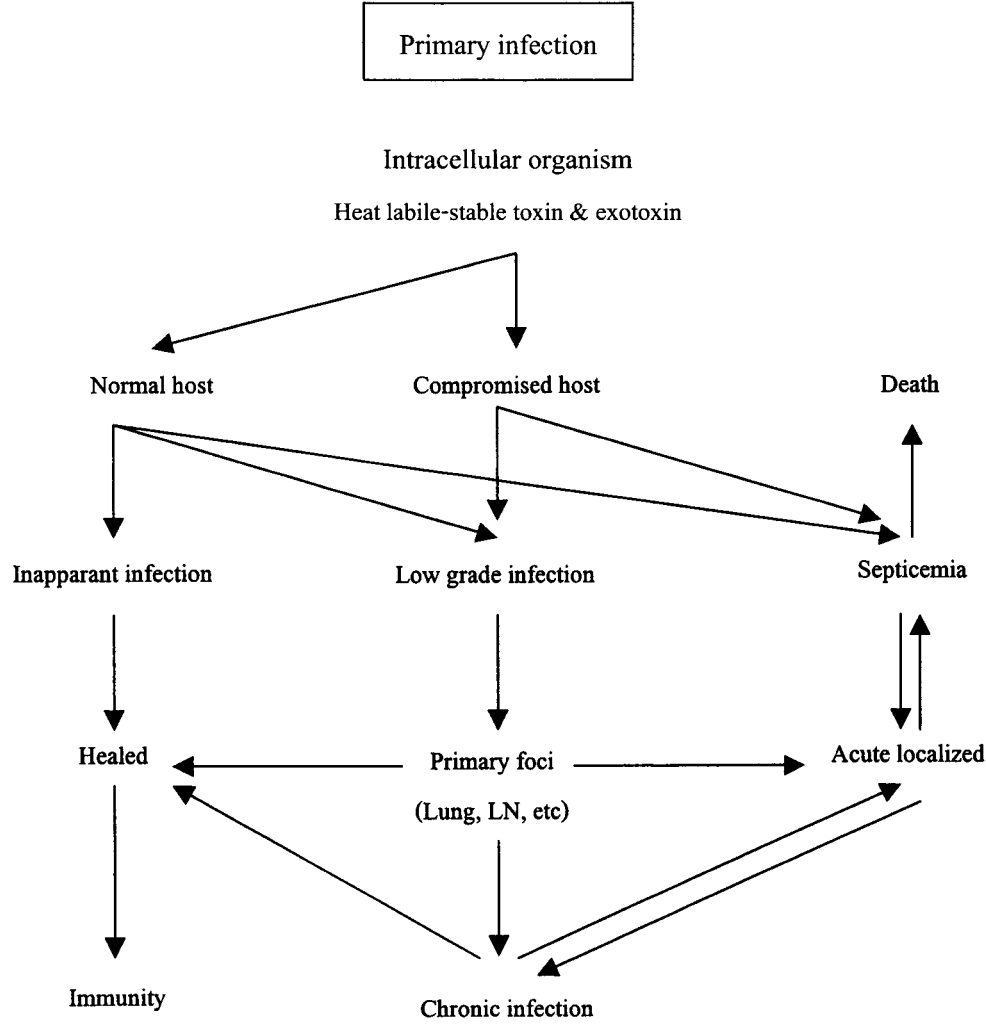 Primary infection
Intracellular organism
Heat labile-stable toxin & exotoxin
Normal host
Compromised host
Death
Inapparant infection
Low grade infection
Septicemia
Healed
Primary foci
Acute localized
(Lung, LN, etc)
Immunity
Chronic infection